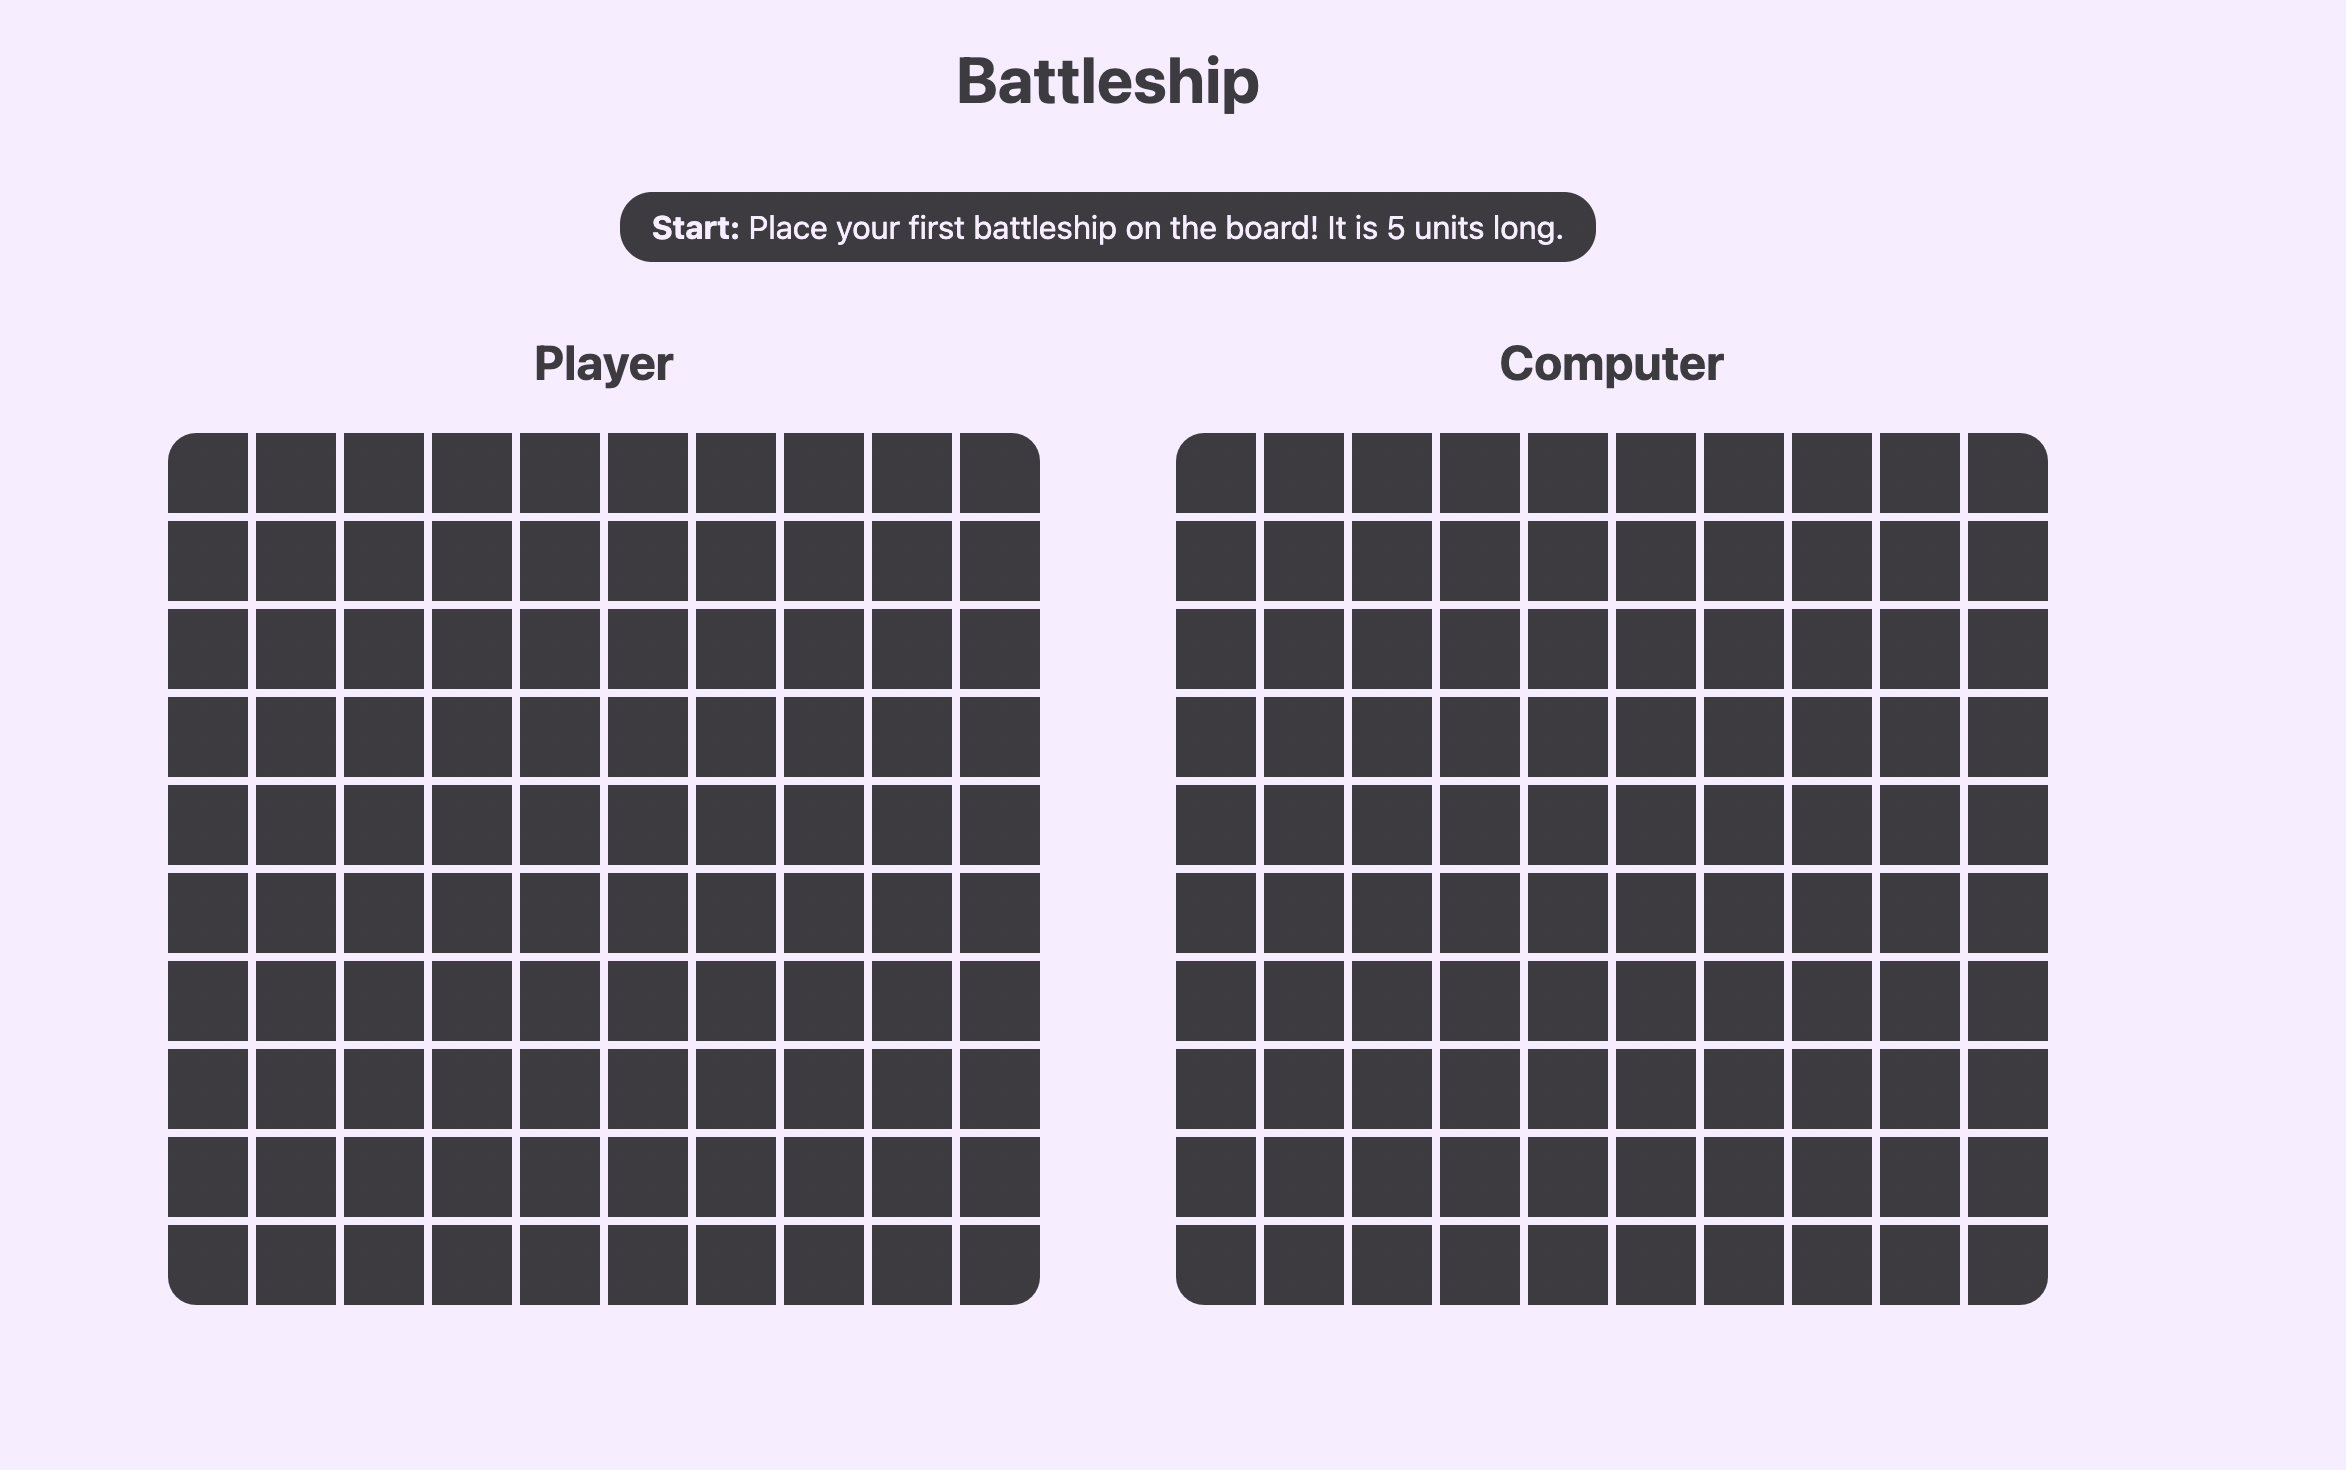 Battleship
Start: Place your first battleship on the board! It is 5 units long.
Player
Computer